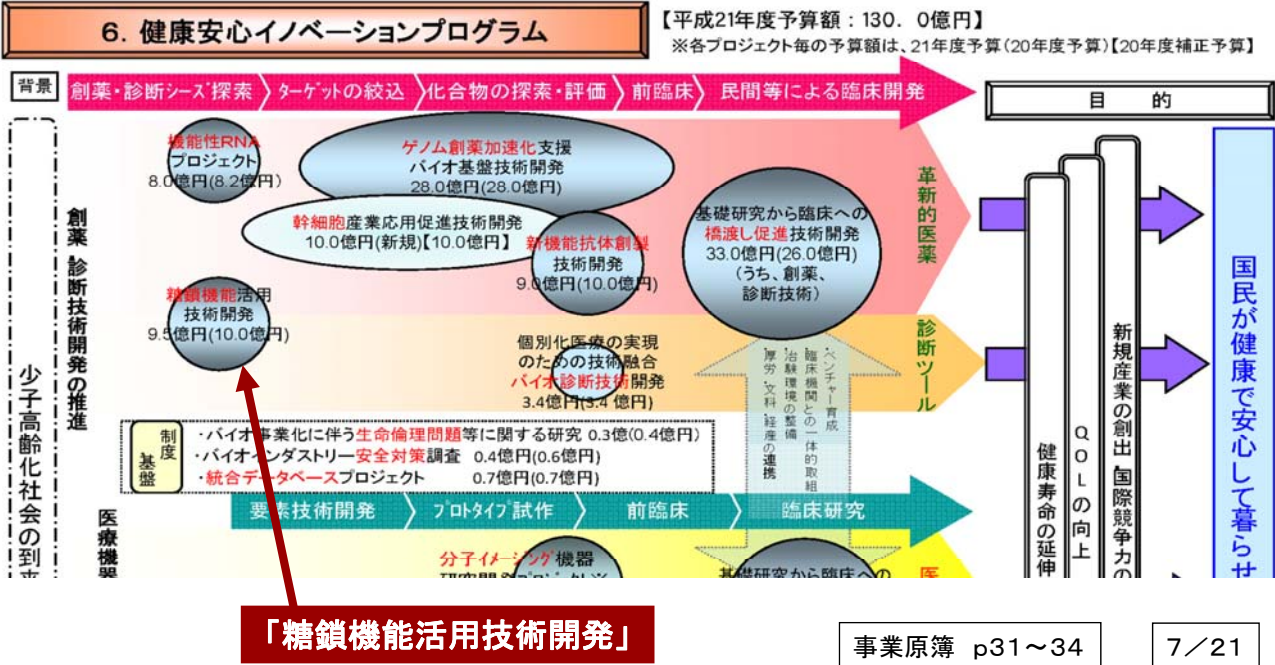 6. 健康安心イノベーションプログラム
【平成21年度予算額：130．0億円】
※各プロジェクト毎の予算額は、21年度予算(20年度予算)【20年度補正予算】
背景
創薬・診断シーズ探索
ターゲットの絞込
化合物の探索・評価
前臨床
民間等による臨床開発
目 的
機能性RNA
プロジェクト
8.0億円(8.2億円)
ゲノム創薬加速化支援
バイオ基盤技術開発
28.0億円(28.0億円)
幹細胞産業応用促進技術開発
10.0億円(新規)【10.0億円】
新機能抗体創製
技術開発
9.0億円(10.0億円)
基礎研究から臨床への
橋渡し促進技術開発
33.0億円(26.0億円)
(うち、創薬、
診断技術)
革新的医薬
創薬・診断技術開発の推進
糖鎖機能活用
技術開発
9.5億円(10.0億円)
個別化医療の実現
のための技術融合
バイオ診断技術開発
3.4億円(3.4 億円)
診断ツール
・ベンチャー育成
・臨床機関との一体的取組
・治験環境の整備
・厚労・文科・経産の連携
制度
基盤
・バイオ事業化に伴う生命倫理問題等に関する研究 0.3億(0.4億円)
・バイオインダストリー安全対策調査 0.4億円(0.6億円)
・統合データベースプロジェクト 0.7億円(0.7億円)
要素技術開発
プロトタイプ試作
前臨床
臨床研究
少子高齢化社会の到来
医療機器
分子イメージング機器
基礎研究から臨床への
医
健康寿命の延伸
QOLの向上
新規産業の創出・国際競争力の
国民が健康で安心して暮らせ
「糖鎖機能活用技術開発」
事業原簿 p31～34
7／21